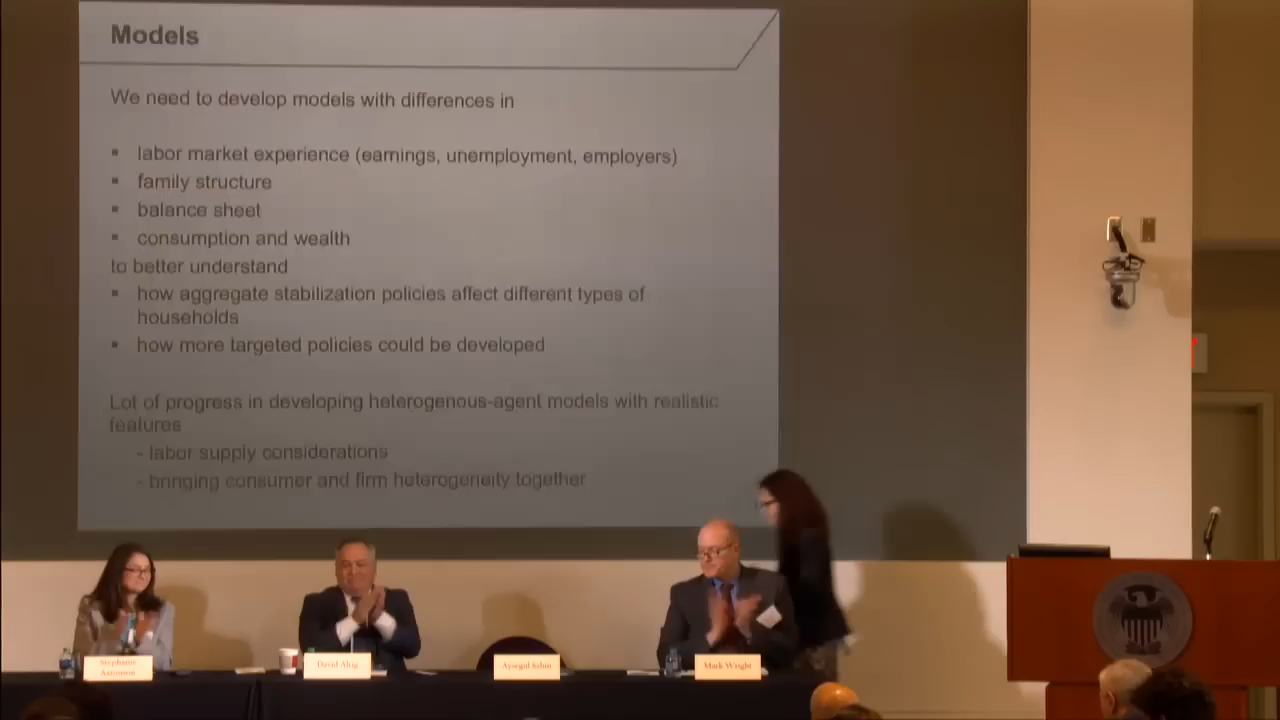 Models
We need to develop models with differences in
▪ labor market experience (earnings, unemployment, employers)
▪ family structure
▪ balance sheet
▪ consumption and wealth
to better understand
▪ how aggregate stabilization policies affect different types of
households
▪ how more targeted policies could be developed
Lot of progress in developing heterogenous-agent models with realistic
features
- labor supply considerations
- bringing consumer and firm heterogeneity together
Stephanie
Aaronson
David Altig
Aysegul Sahin
Mark Wright